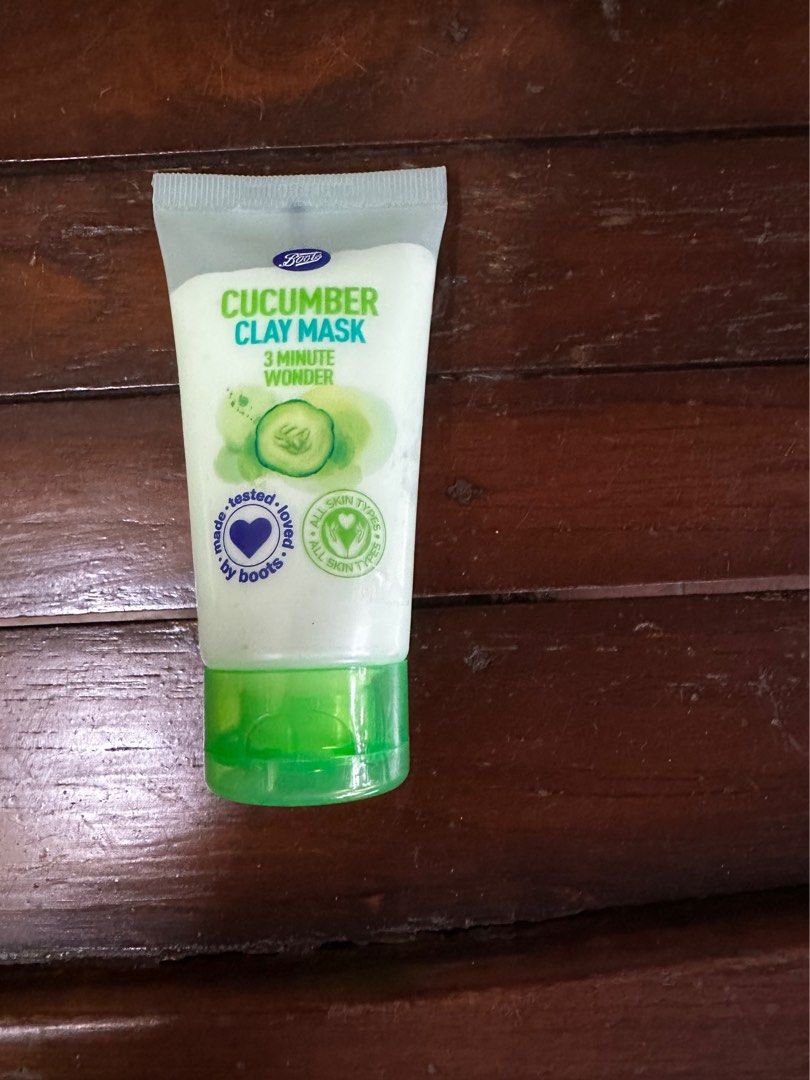 Boots
CUCUMBER
CLAY MASK
3 MINUTE
WONDER
made · tested · loved
· by boots ·
ALL SKIN TYPES ·
ALL SKIN TYPES ·